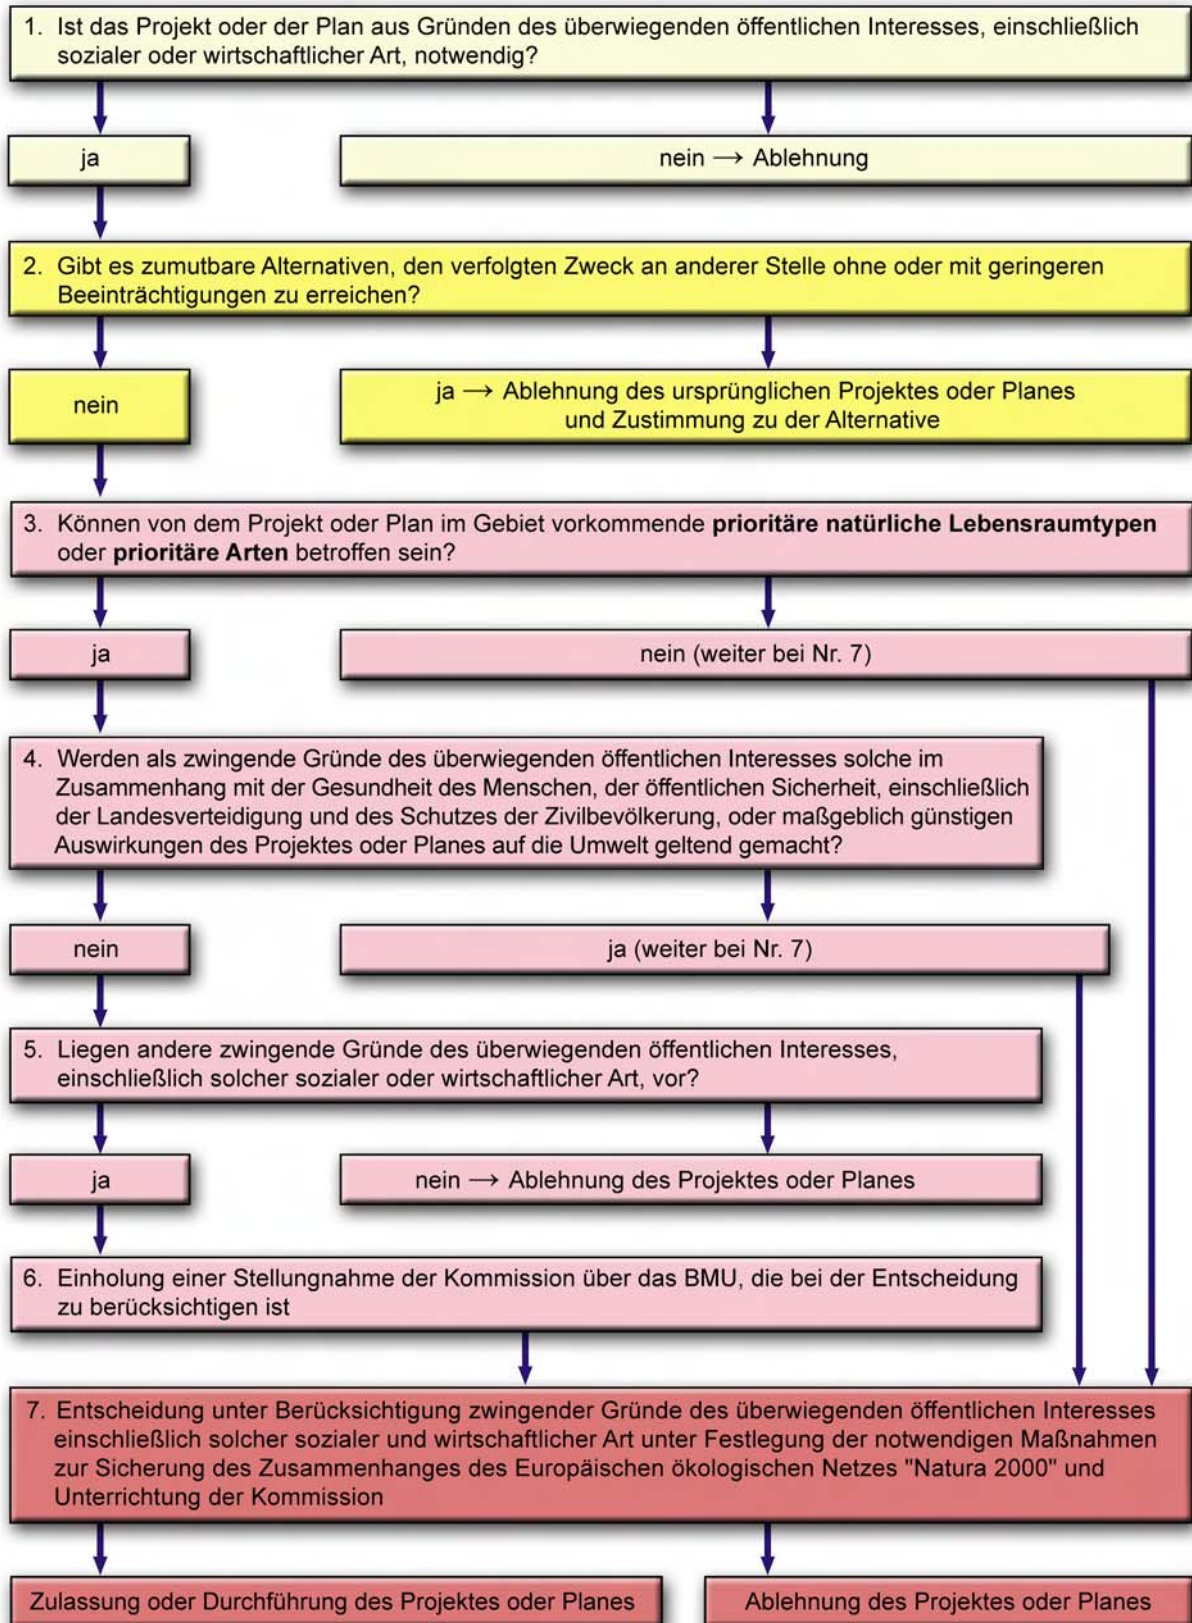 1. Ist das Projekt oder der Plan aus Gründen des überwiegenden öffentlichen Interesses, einschließlich
sozialer oder wirtschaftlicher Art, notwendig?
ja
nein → Ablehnung
2. Gibt es zumutbare Alternativen, den verfolgten Zweck an anderer Stelle ohne oder mit geringeren
Beeinträchtigungen zu erreichen?
nein
ja → Ablehnung des ursprünglichen Projektes oder Planes
und Zustimmung zu der Alternative
3. Können von dem Projekt oder Plan im Gebiet vorkommende prioritäre natürliche Lebensraumtypen
oder prioritäre Arten betroffen sein?
ja
nein (weiter bei Nr. 7)
4. Werden als zwingende Gründe des überwiegenden öffentlichen Interesses solche im
Zusammenhang mit der Gesundheit des Menschen, der öffentlichen Sicherheit, einschließlich
der Landesverteidigung und des Schutzes der Zivilbevölkerung, oder maßgeblich günstigen
Auswirkungen des Projektes oder Planes auf die Umwelt geltend gemacht?
nein
ja (weiter bei Nr. 7)
5. Liegen andere zwingende Gründe des überwiegenden öffentlichen Interesses,
einschließlich solcher sozialer oder wirtschaftlicher Art, vor?
ja
nein → Ablehnung des Projektes oder Planes
6. Einholung einer Stellungnahme der Kommission über das BMU, die bei der Entscheidung
zu berücksichtigen ist
7. Entscheidung unter Berücksichtigung zwingender Gründe des überwiegenden öffentlichen Interesses
einschließlich solcher sozialer und wirtschaftlicher Art unter Festlegung der notwendigen Maßnahmen
zur Sicherung des Zusammenhanges des Europäischen ökologischen Netzes "Natura 2000" und
Unterrichtung der Kommission
Zulassung oder Durchführung des Projektes oder Planes
Ablehnung des Projektes oder Planes